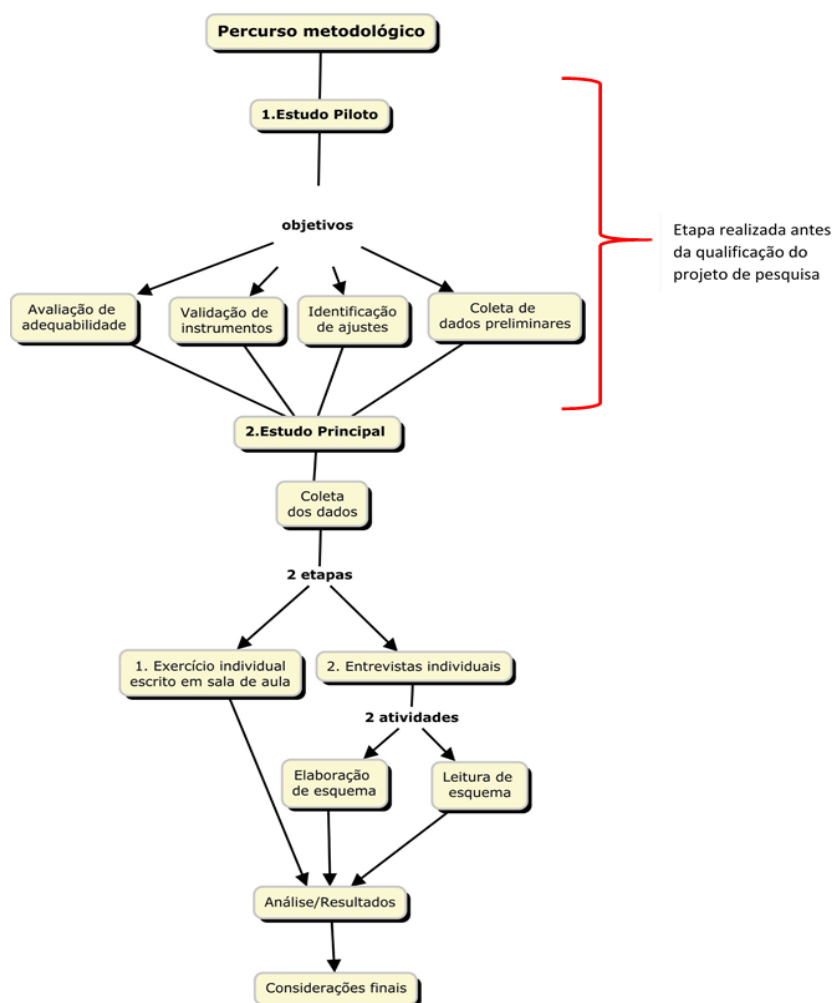 Percurso metodológico
1.Estudo Piloto
objetivos
Etapa realizada antes
da qualificação do
projeto de pesquisa
Avaliação de
adequabilidade
Validação de
instrumentos
Identificação
de ajustes
Coleta de
dados preliminares
2.Estudo Principal
Coleta
dos dados
2 etapas
1. Exercício individual
escrito em sala de aula
2. Entrevistas individuais
2 atividades
Elaboração
de esquema
Leitura de
esquema
Análise/Resultados
Considerações finais